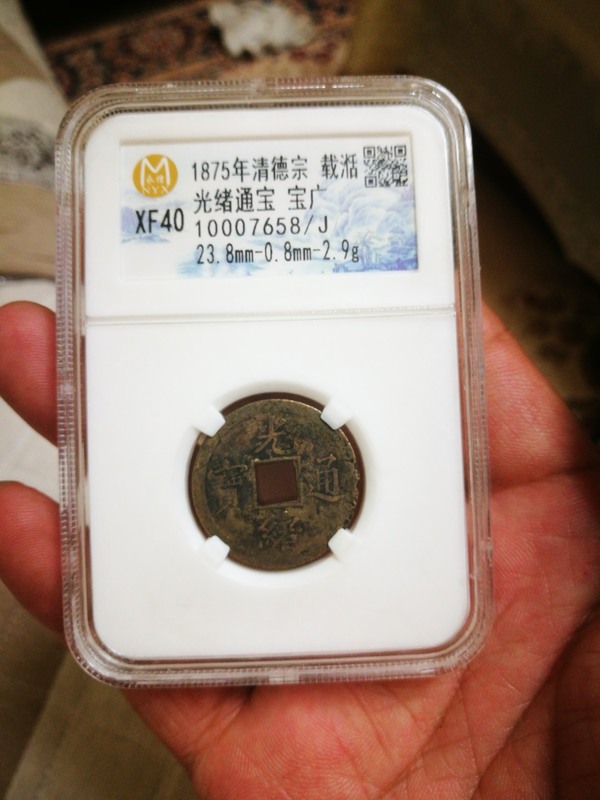 1875年清德宗 载湉
光绪通宝 宝广
XF40 10007658/J
23.8mm-0.8mm-2.9g
光
寶 通
緒